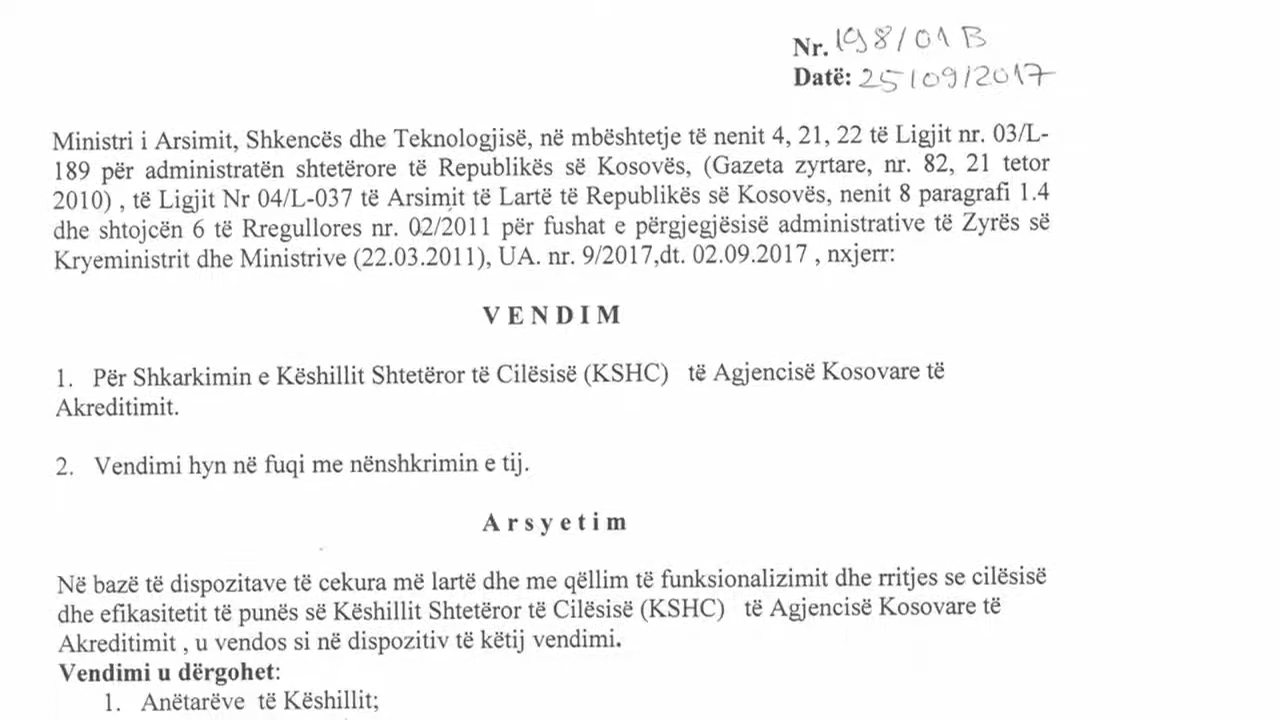 Nr. 198/01B
Datë: 25/09/2017
Ministri i Arsimit, Shkencës dhe Teknologjisë, në mbështetje të nenit 4, 21, 22 të Ligjit nr. 03/L-
189 për administratën shtetërore të Republikës së Kosovës, (Gazeta zyrtare, nr. 82, 21 tetor
2010) , të Ligjit Nr 04/L-037 të Arsimit të Lartë të Republikës së Kosovës, nenit 8 paragrafi 1.4
dhe shtojcën 6 të Rregullores nr. 02/2011 për fushat e përgjegjësisë administrative të Zyrës së
Kryeministrit dhe Ministrive (22.03.2011), UA. nr. 9/2017,dt. 02.09.2017 , nxjerr:
V E N D I M
1. Për Shkarkimin e Këshillit Shtetëror të Cilësisë (KSHC) të Agjencisë Kosovare të
Akreditimit.
2. Vendimi hyn në fuqi me nënshkrimin e tij.
A r s y e t i m
Në bazë të dispozitave të cekura më lartë dhe me qëllim të funksionalizimit dhe rritjes se cilësisë
dhe efikasitetit të punës së Këshillit Shtetëror të Cilësisë (KSHC) të Agjencisë Kosovare të
Akreditimit , u vendos si në dispozitiv të këtij vendimi.
Vendimi u dërgohet:
1. Anëtarëve të Këshillit;